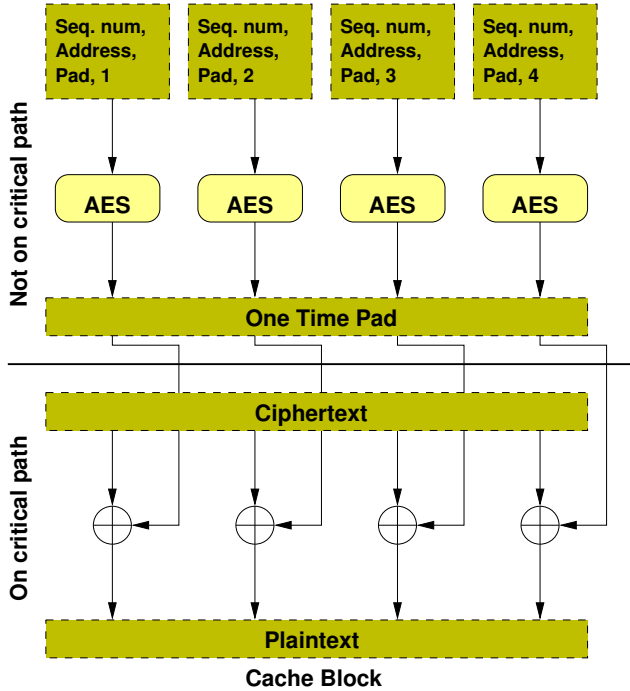 Seq. num,
Address,
Pad, 1
Seq. num,
Address,
Pad, 2
Seq. num,
Address,
Pad, 3
Seq. num,
Address,
Pad, 4
Not on critical path
AES
AES
AES
AES
One Time Pad
On critical path
Ciphertext
Plaintext
Cache Block